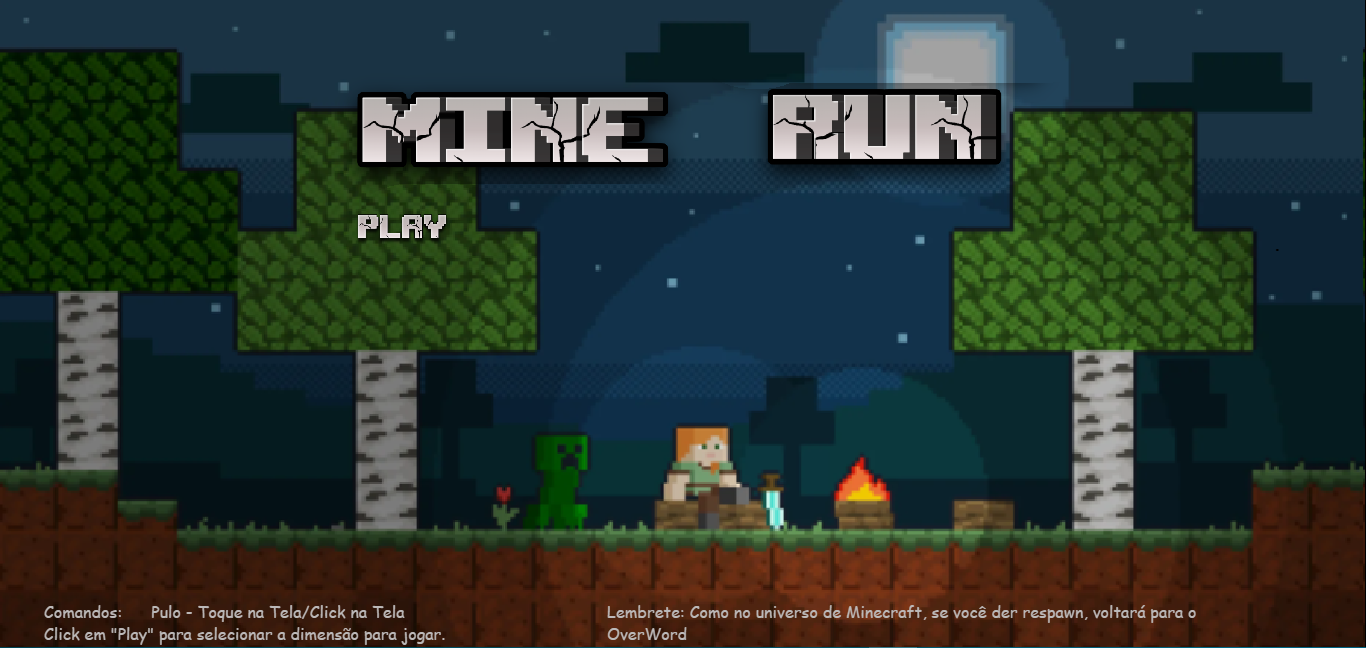 MINE RUN
PLAY
Comandos: Pulo - Toque na Tela/Click na Tela
Click em "Play" para selecionar a dimensão para jogar.
Lembrete: Como no universo de Minecraft, se você der respawn, voltará para o
OverWord